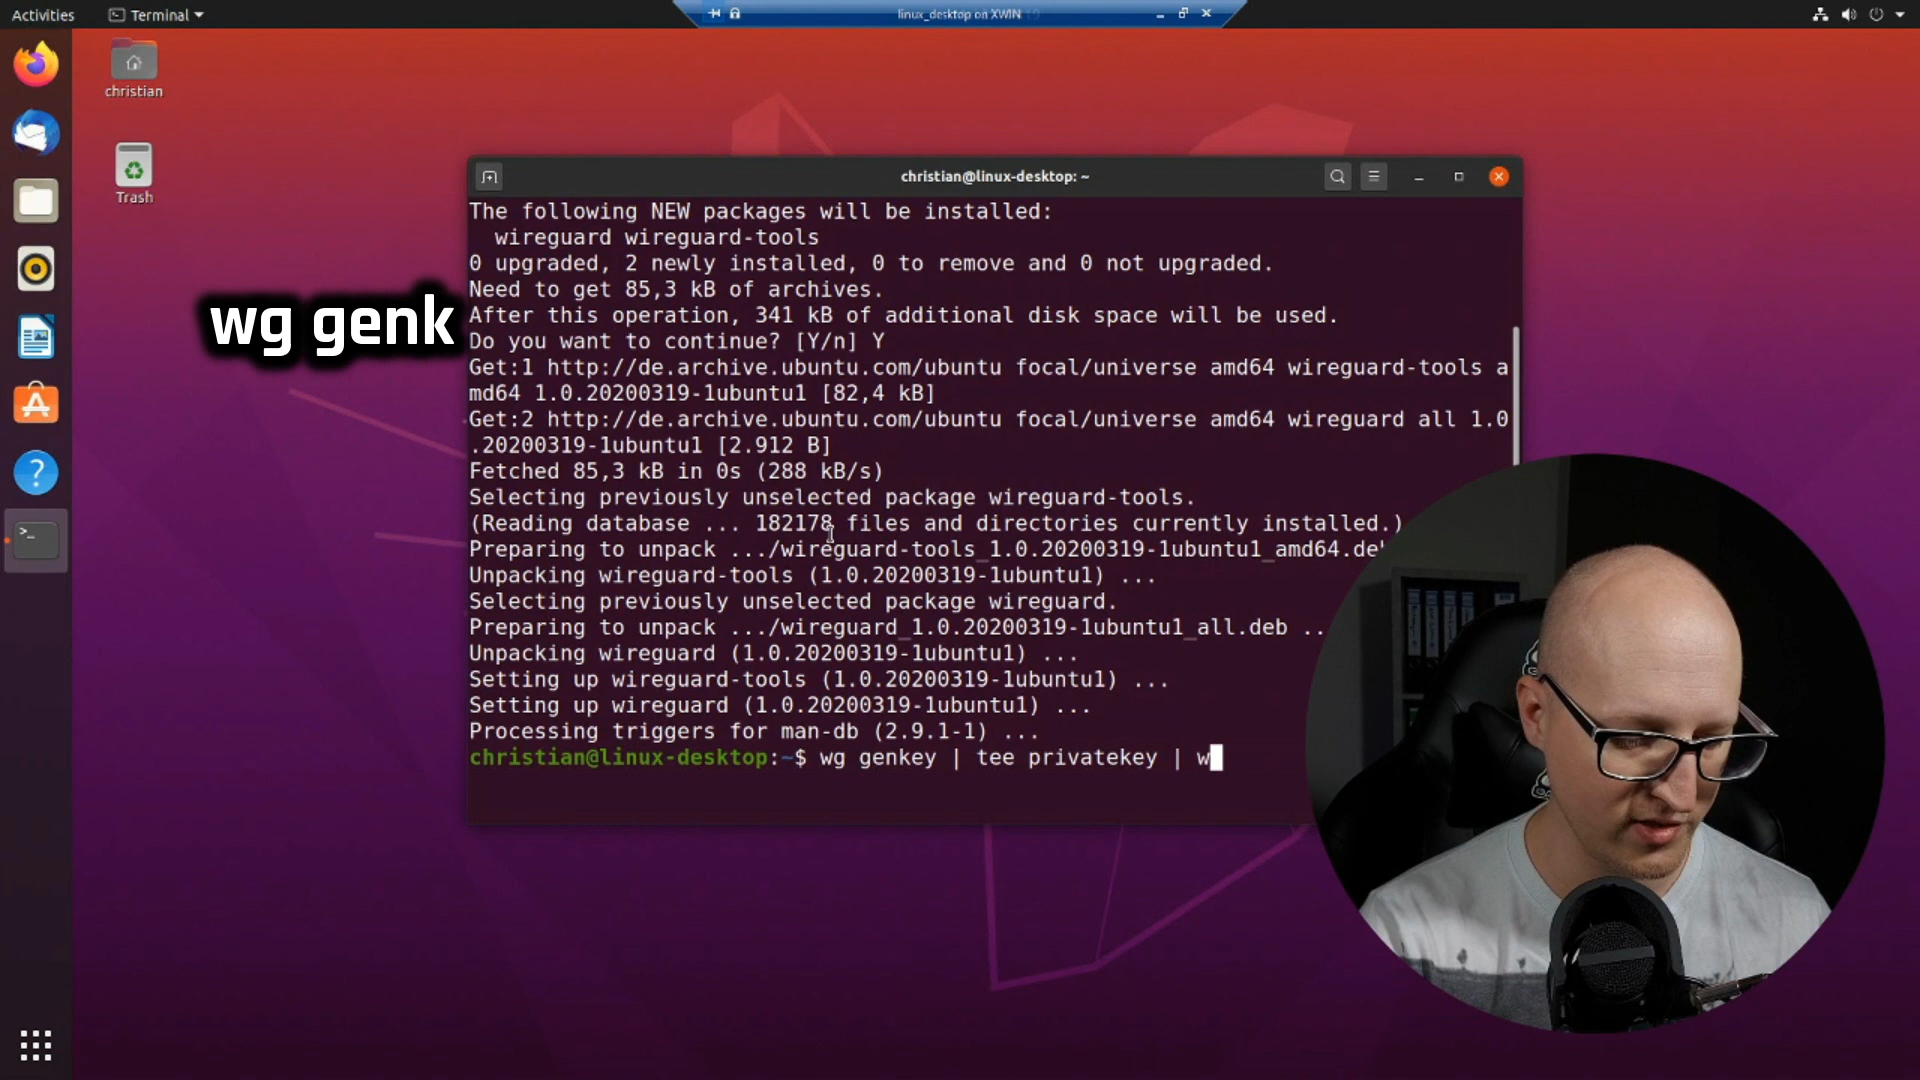 Activities
Terminal
linux_desktop on XWIN
christian
Trash
wg genk
christian@linux-desktop: ~
The following NEW packages will be installed:
wireguard wireguard-tools
0 upgraded, 2 newly installed, 0 to remove and 0 not upgraded.
Need to get 85,3 kB of archives.
After this operation, 341 kB of additional disk space will be used.
Do you want to continue? [Y/n] Y
Get:1 http://de.archive.ubuntu.com/ubuntu focal/universe amd64 wireguard-tools a
md64 1.0.20200319-1ubuntu1 [82,4 kB]
Get:2 http://de.archive.ubuntu.com/ubuntu focal/universe amd64 wireguard all 1.0
.20200319-1ubuntu1 [2.912 B]
Fetched 85,3 kB in 0s (288 kB/s)
Selecting previously unselected package wireguard-tools.
(Reading database ... 182178 files and directories currently installed.)
Preparing to unpack .../wireguard-tools_1.0.20200319-1ubuntu1_amd64.deb
Unpacking wireguard-tools (1.0.20200319-1ubuntu1) ...
Selecting previously unselected package wireguard.
Preparing to unpack .../wireguard_1.0.20200319-1ubuntu1_all.deb ..
Unpacking wireguard (1.0.20200319-1ubuntu1) ...
Setting up wireguard-tools (1.0.20200319-1ubuntu1) ...
Setting up wireguard (1.0.20200319-1ubuntu1) ...
Processing triggers for man-db (2.9.1-1) ...
christian@linux-desktop:~$ wg genkey | tee privatekey | w